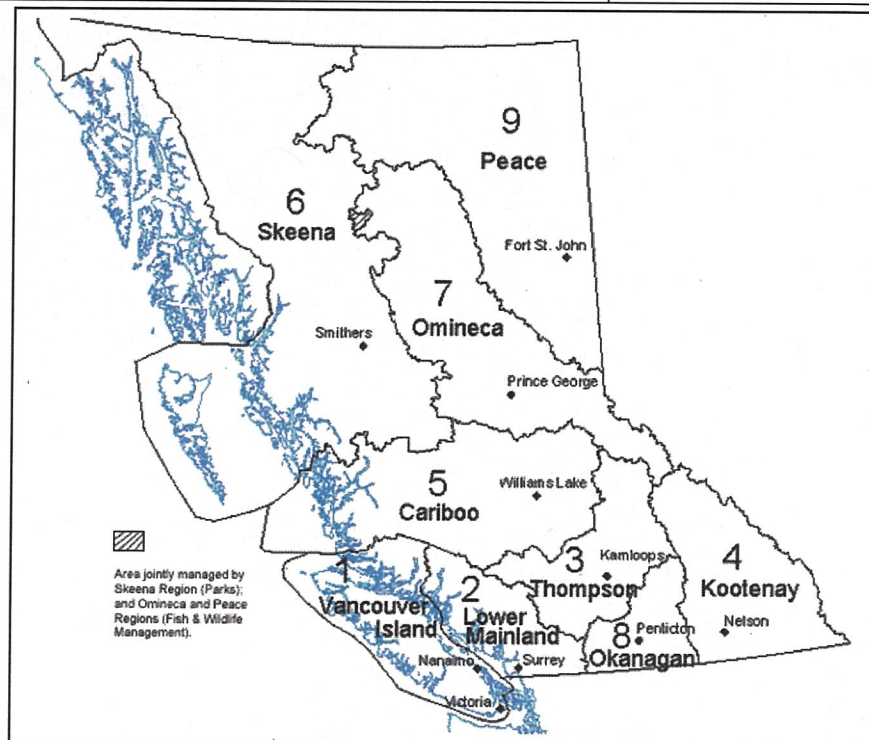 9
Peace
6
Skeena
Fort St. John
7
Omineca
Smithers
Prince George
5
Cariboo
Williams Lake
Area jointly managed by
Skeena Region (Parks);
and Omineca and Peace
Regions (Fish & Wildlife
Management).
1
Vancouver
Island
2
Lower
Mainland
3
Thompson
Kamloops
4
Kootenay
8
Okanagan
Penticton
Nelson
Nanaimo
Surrey
Victoria